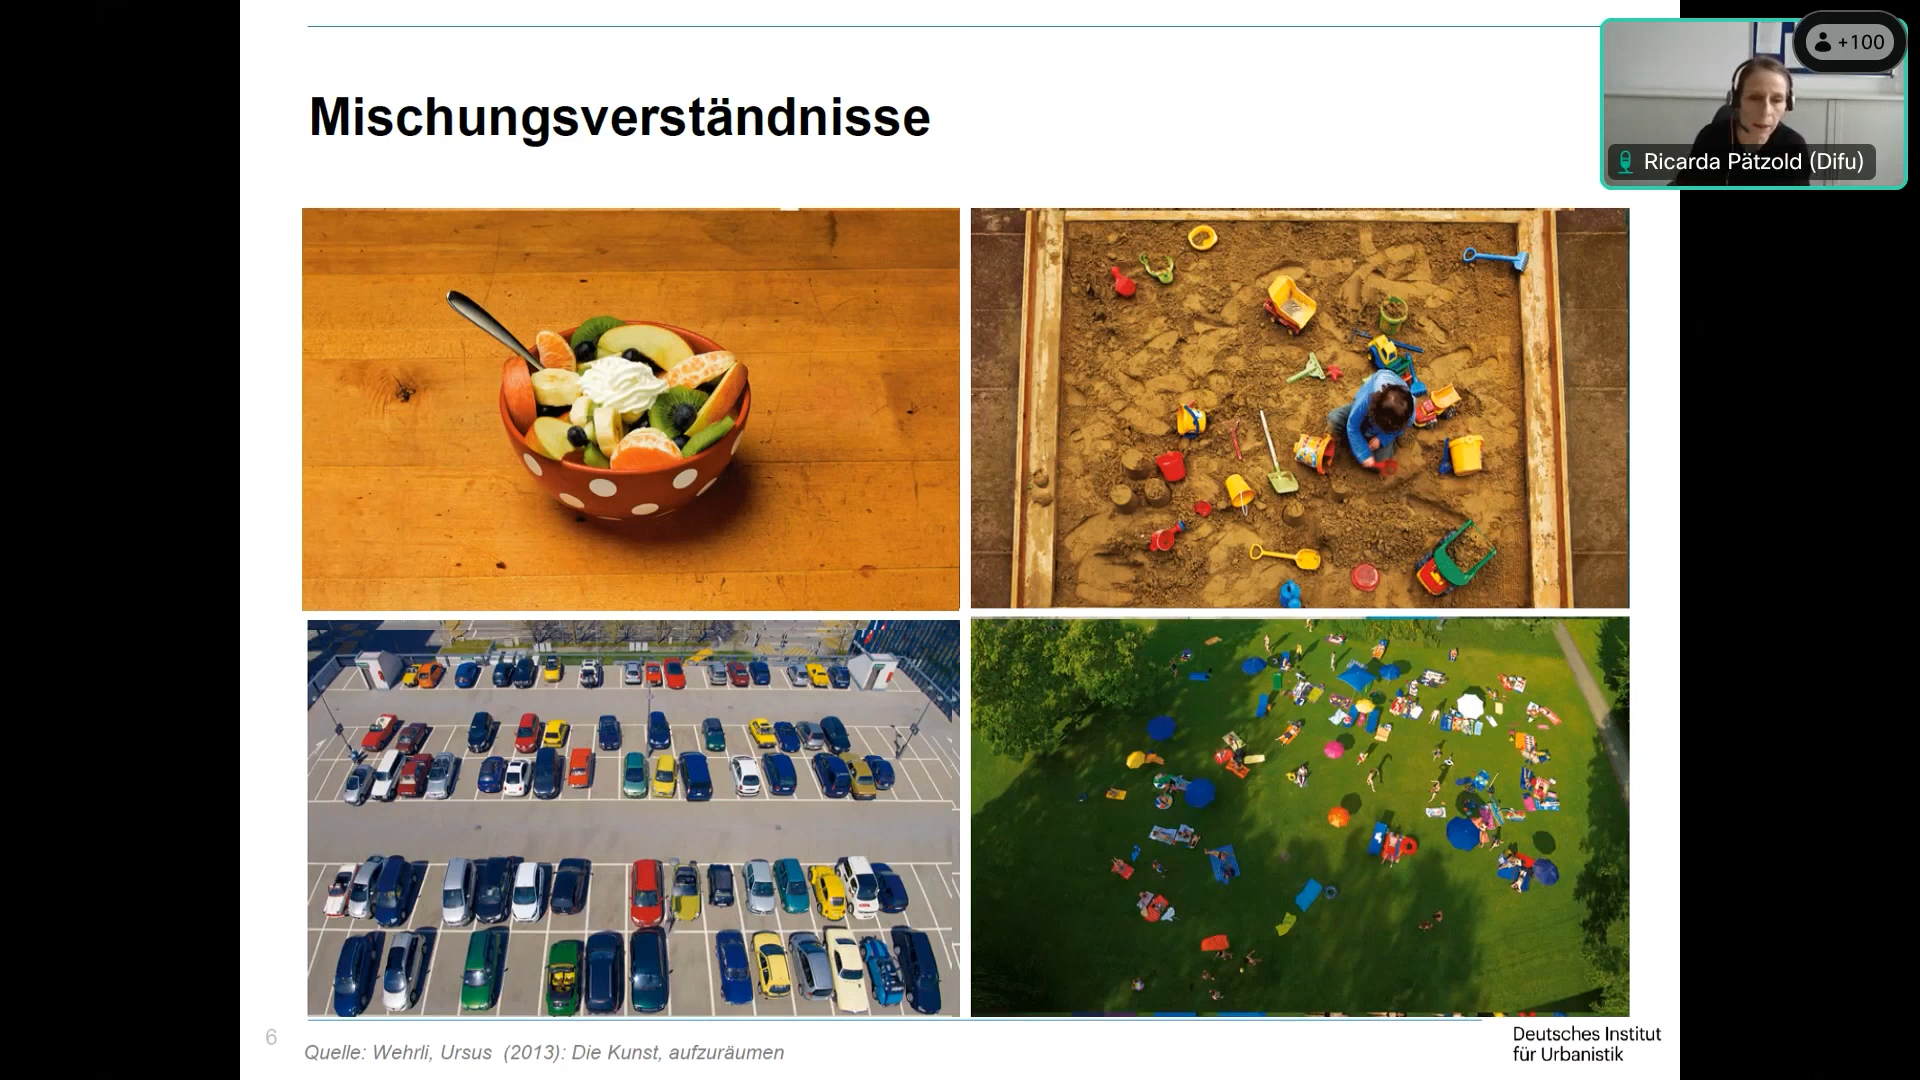 Mischungsverständnisse
+100
Ricarda Pätzold (Difu)
6
Quelle: Wehrli, Ursus (2013): Die Kunst, aufzuräumen
Deutsches Institut
für Urbanistik